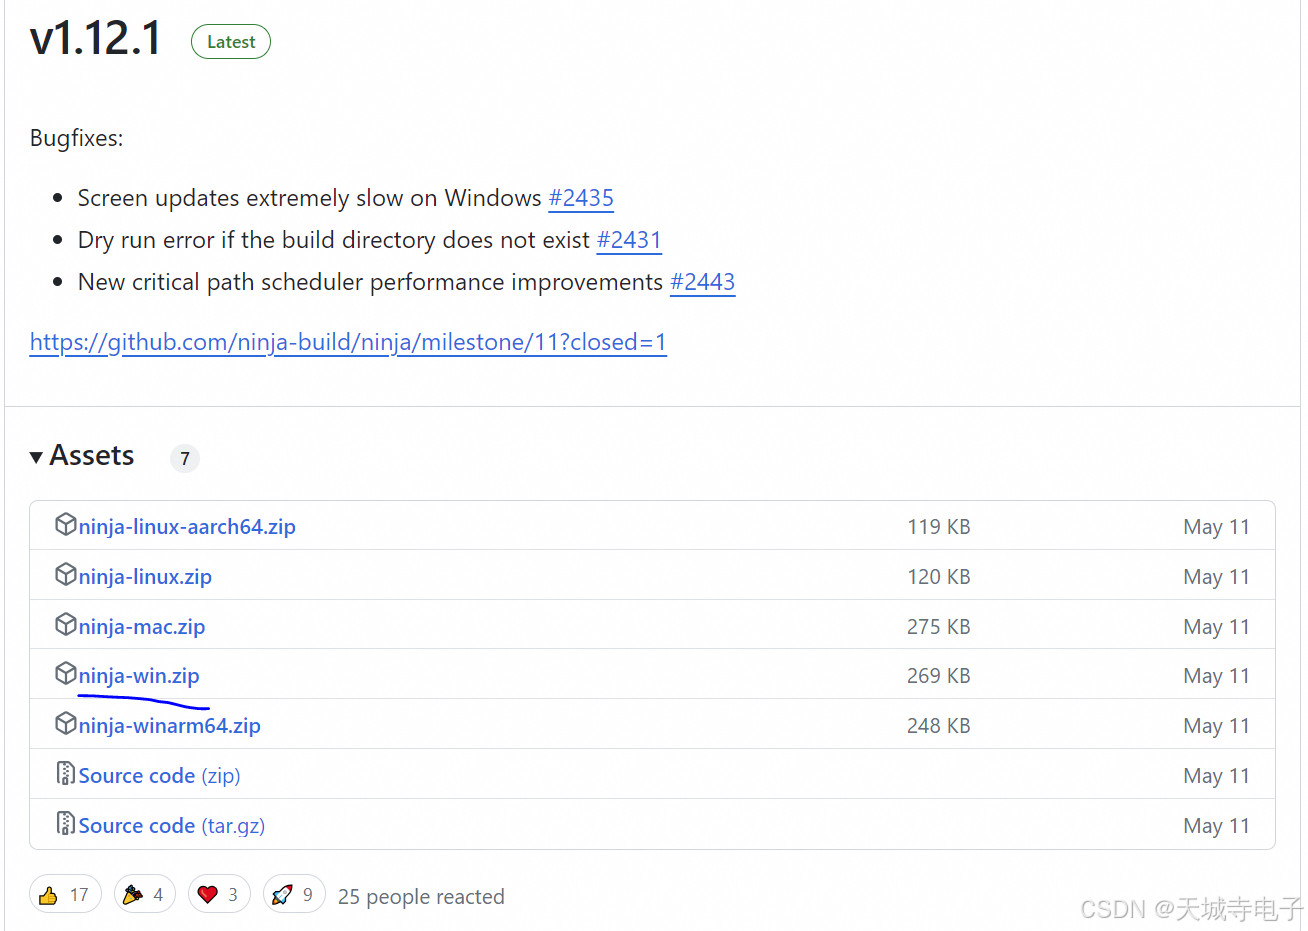 v1.12.1 Latest
Bugfixes:
Screen updates extremely slow on Windows #2435
Dry run error if the build directory does not exist #2431
New critical path scheduler performance improvements #2443
https://github.com/ninja-build/ninja/milestone/11?closed=1
Assets 7
ninja-linux-aarch64.zip 119 KB May 11
ninja-linux.zip 120 KB May 11
ninja-mac.zip 275 KB May 11
ninja-win.zip 269 KB May 11
ninja-winarm64.zip 248 KB May 11
Source code (zip) May 11
Source code (tar.gz) May 11
17 4 3 9 25 people reacted
CSDN @天城寺电子